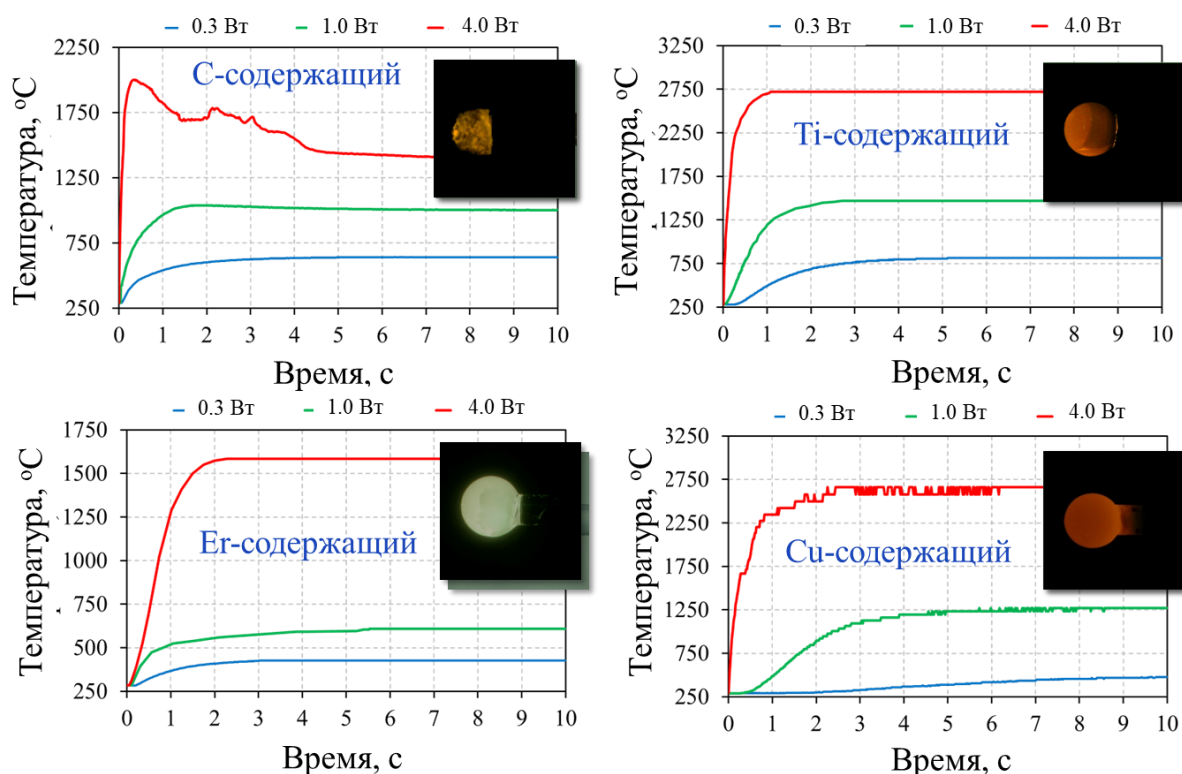 0.3 Вт 1.0 Вт 4.0 Вт
2250
1750
1250
750
250
Температура, °C
С-содержащий
0 1 2 3 4 5 6 7 8 9 10
Время, с
0.3 Вт 1.0 Вт 4.0 Вт
3250
2750
2250
1750
1250
750
250
Температура, °C
Ti-содержащий
0 1 2 3 4 5 6 7 8 9 10
Время, с
0.3 Вт 1.0 Вт 4.0 Вт
1750
1500
1250
1000
750
500
250
Температура, °C
Er-содержащий
0 1 2 3 4 5 6 7 8 9 10
Время, с
0.3 Вт 1.0 Вт 4.0 Вт
3250
2750
2250
1750
1250
750
250
Температура, °C
Cu-содержащий
0 1 2 3 4 5 6 7 8 9 10
Время, с